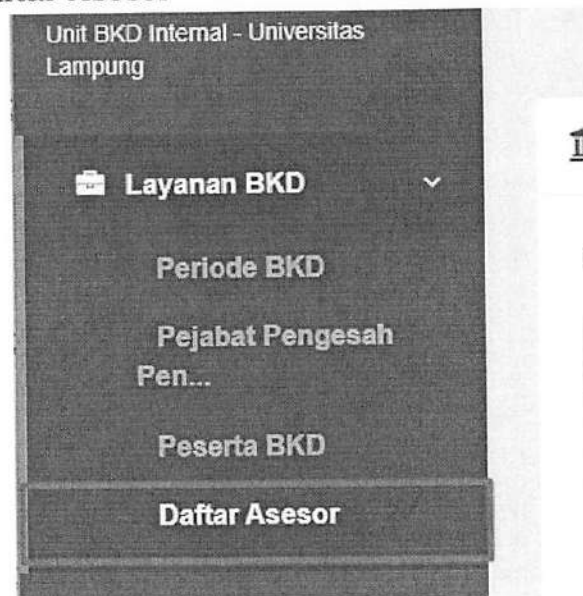 Unit BKD Internal - Universitas
Lampung
Layanan BKD
Periode BKD
Pejabat Pengesah
Pen...
Peserta BKD
Daftar Asesor